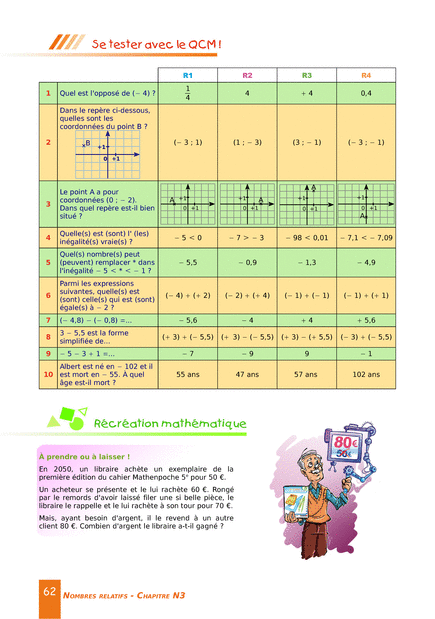 Se tester avec le QCM !
R1 R2 R3 R4
1 Quel est l'opposé de (− 4) ? 1/4 4 + 4 0,4
2 Dans le repère ci-dessous,
quelles sont les
coordonnées du point B ?
B +1 0 +1
(− 3 ; 1) (1 ; − 3) (3 ; − 1) (− 3 ; − 1)
3 Le point A a pour
coordonnées (0 ; − 2).
Dans quel repère est-il bien
situé ?
A +1 0 +1
+1 A 0 +1
A +1 0 +1
+1 0 +1 A
4 Quelle(s) est (sont) l' (les)
inégalité(s) vraie(s) ?
− 5 < 0 − 7 > − 3 − 98 < 0,01 − 7,1 < − 7,09
5 Quel(s) nombre(s) peut
(peuvent) remplacer * dans
l'inégalité − 5 < * < − 1 ?
− 5,5 − 0,9 − 1,3 − 4,9
6 Parmi les expressions
suivantes, quelle(s) est
(sont) celle(s) qui est (sont)
égale(s) à − 2 ?
(− 4) + (+ 2) (− 2) + (+ 4) (− 1) + (− 1) (− 1) + (+ 1)
7 (− 4,8) − (− 0,8) =... − 5,6 − 4 + 4 + 5,6
8 3 − 5,5 est la forme
simplifiée de...
(+ 3) + (− 5,5) (+ 3) − (− 5,5) (+ 3) − (+ 5,5) (− 3) + (− 5,5)
9 − 5 − 3 + 1 =... − 7 − 9 9 − 1
10 Albert est né en − 102 et il
est mort en − 55. À quel
âge est-il mort ?
55 ans 47 ans 57 ans 102 ans
Récréation mathématique
À prendre ou à laisser !
En 2050, un libraire achète un exemplaire de la
première édition du cahier Mathenpoche 5e pour 50 €.
Un acheteur se présente et le lui rachète 60 €. Rongé
par le remords d'avoir laissé filer une si belle pièce, le
libraire le rappelle et le lui rachète à son tour pour 70 €.
Mais, ayant besoin d'argent, il le revend à un autre
client 80 €. Combien d'argent le libraire a-t-il gagné ?
80€
50€
62 NOMBRES RELATIFS - CHAPITRE N3